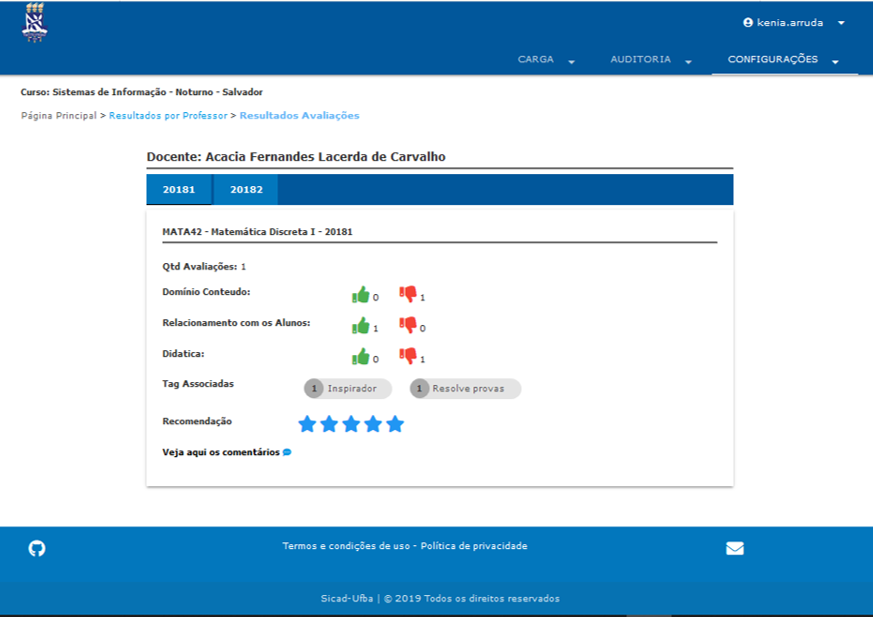 kenia.arruda
CARGA AUDITORIA CONFIGURAÇÕES
Curso: Sistemas de Informação - Noturno - Salvador
Página Principal > Resultados por Professor > Resultados Avaliações
Docente: Acacia Fernandes Lacerda de Carvalho
20181 20182
MATA42 - Matemática Discreta I - 20181
Qtd Avaliações: 1
Domínio Conteudo: 0 1
Relacionamento com os Alunos: 1 0
Didatica: 0 1
Tag Associadas 1 Inspirador 1 Resolve provas
Recomendação
Veja aqui os comentários
Termos e condições de uso - Política de privacidade
Sicad-Ufba | © 2019 Todos os direitos reservados